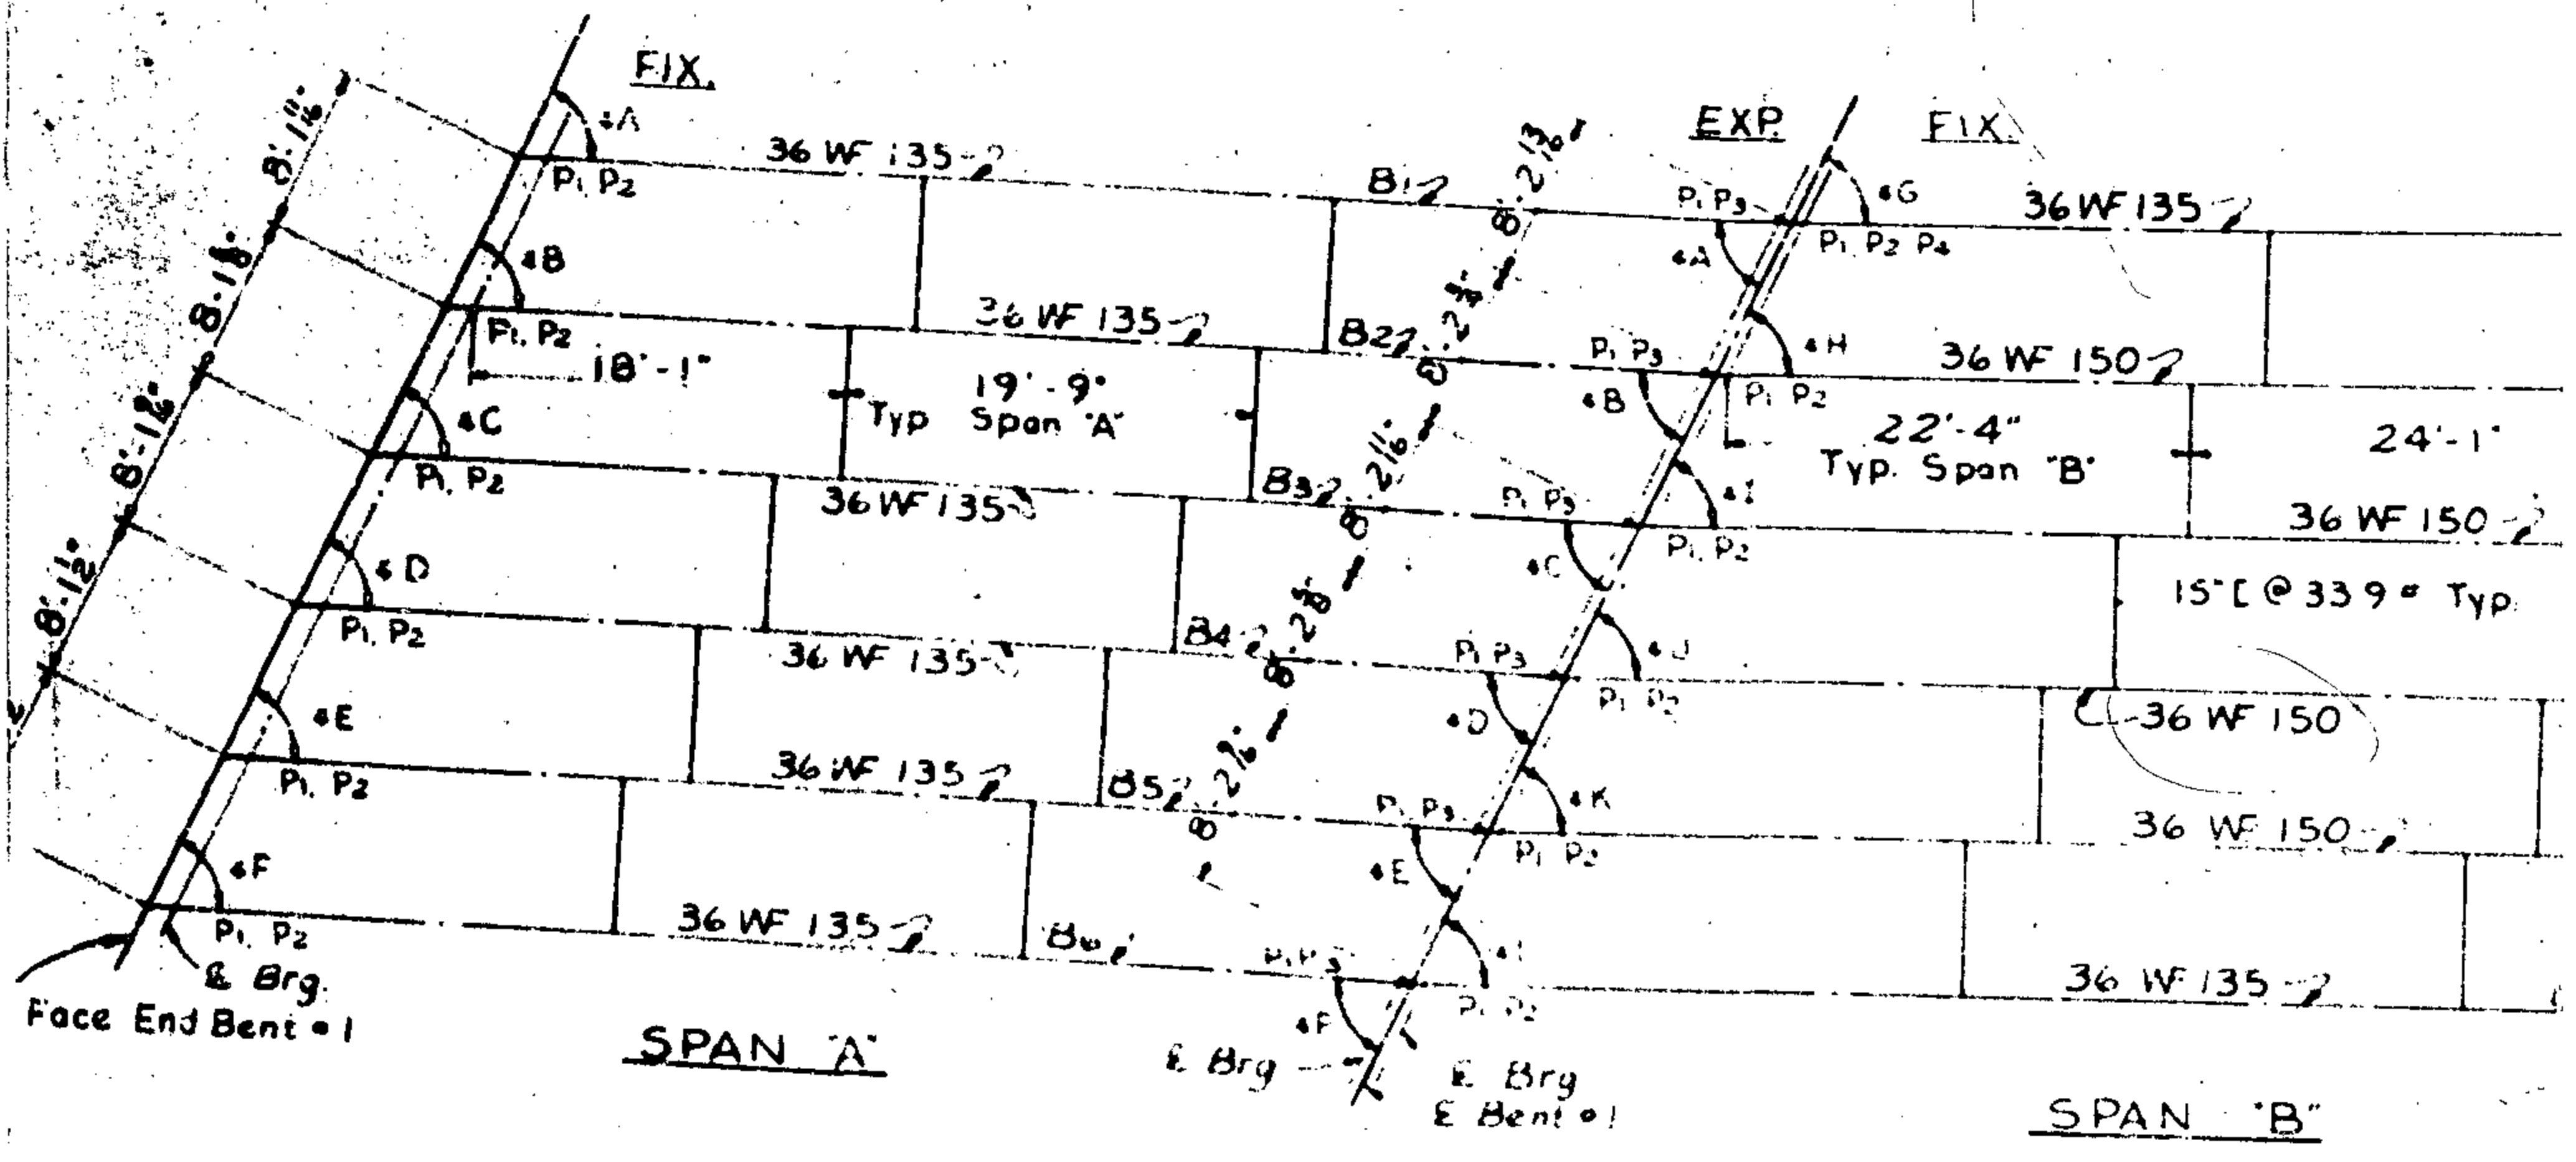 FIX.
EXP.
FIX.
∠A
36 WF 135
P1, P2
B1
P1 P3
∠G
36 WF 135
P1, P2 P4
∠A
∠B
36 WF 135
P1, P2
B2
P1 P3
∠H
36 WF 150
18'-1"
19'-9"
Typ Span "A"
∠B
P1 P2
22'-4"
Typ. Span "B"
24'-1"
∠C
P1, P2
36 WF 135
B3
P1 P3
∠I
36 WF 150
P1, P2
∠C
15" [ @ 33.9# Typ.
∠D
P1, P2
36 WF 135
B4
P1 P3
∠J
P1 P2
36 WF 150
∠D
∠E
P1, P2
36 WF 135
B5
P1 P3
∠K
36 WF 150
P1 P2
∠E
∠F
P1, P2
36 WF 135
B6
P1 P3
P1 P2
36 WF 135
∠F
8'-1½"
℄ Brg.
Face End Bent #1
SPAN "A"
℄ Brg
℄ Brg
℄ Bent #1
SPAN "B"